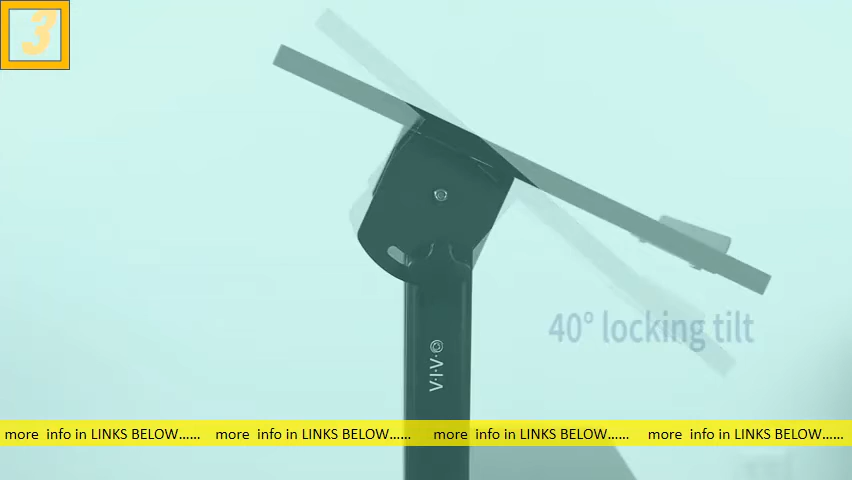 3
40° locking tilt
V·I·V·O
more  info in LINKS BELOW...... more  info in LINKS BELOW...... more  info in LINKS BELOW...... more  info in LINKS BELOW......